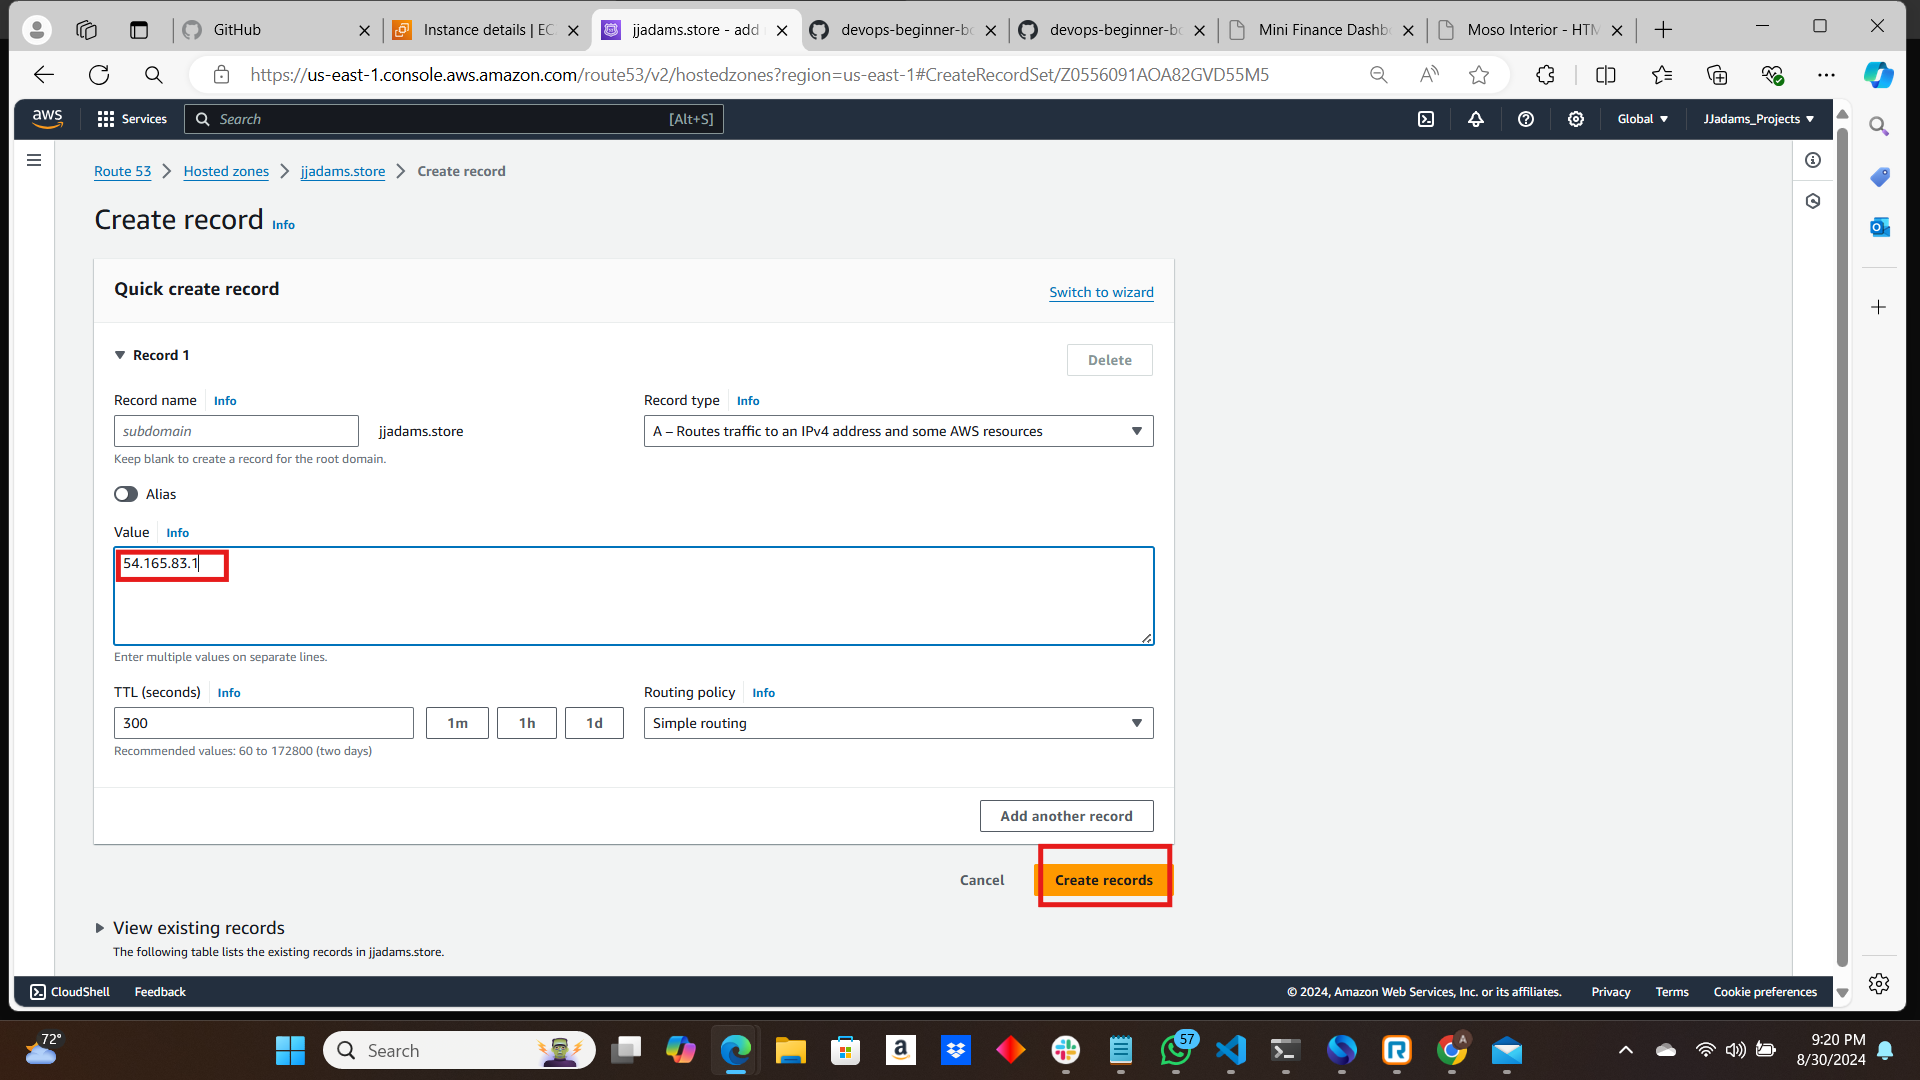 GitHub
Instance details | EC
jjadams.store - add
devops-beginner-bo
devops-beginner-bo
Mini Finance Dashb
Moso Interior - HTM
https://us-east-1.console.aws.amazon.com/route53/v2/hostedzones?region=us-east-1#CreateRecordSet/Z0556091AOA82GVD55M5
aws
Services
Search
[Alt+S]
Global
JJadams_Projects
Route 53
Hosted zones
jjadams.store
Create record
Create record
Info
Quick create record
Switch to wizard
Record 1
Delete
Record name
Info
Record type
Info
subdomain
jjadams.store
A – Routes traffic to an IPv4 address and some AWS resources
Keep blank to create a record for the root domain.
Alias
Value
Info
54.165.83.1
Enter multiple values on separate lines.
TTL (seconds)
Info
Routing policy
Info
300
1m
1h
1d
Simple routing
Recommended values: 60 to 172800 (two days)
Add another record
Cancel
Create records
View existing records
The following table lists the existing records in jjadams.store.
CloudShell
Feedback
© 2024, Amazon Web Services, Inc. or its affiliates.
Privacy
Terms
Cookie preferences
72°
Search
57
A
9:20 PM
8/30/2024